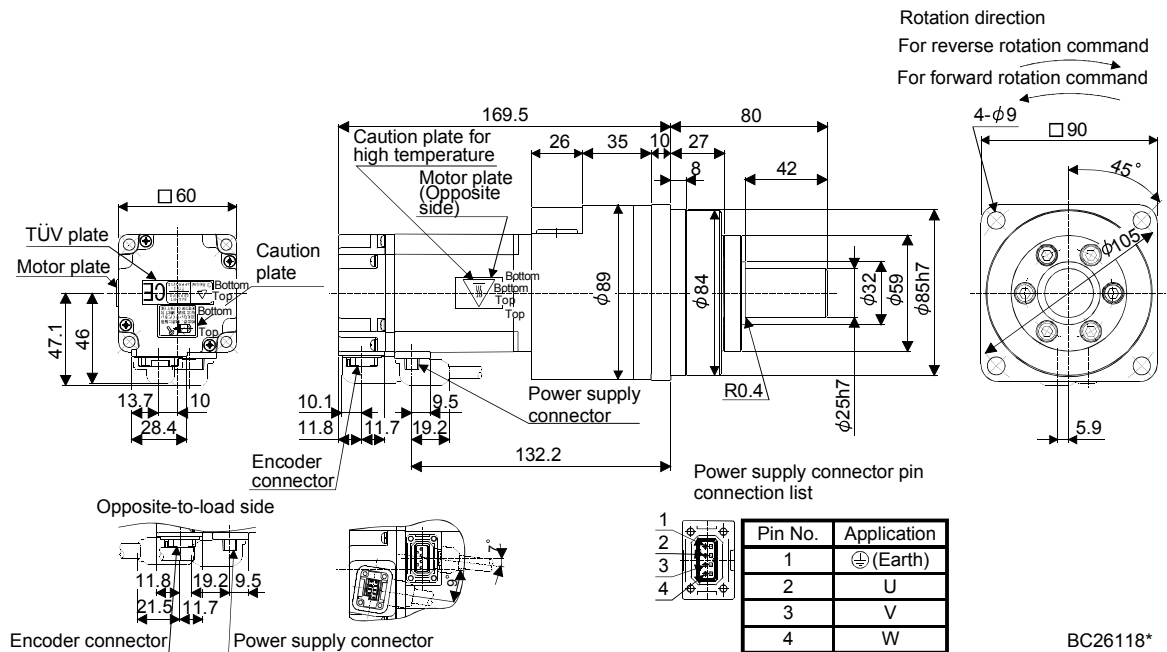 Rotation direction
For reverse rotation command
For forward rotation command
169.5
80
4-ϕ9
□90
Caution plate for
high temperature
26
35
10
27
Motor plate
(Opposite
side)
8
42
45°
□60
TÜV plate
Motor plate
Caution
plate
CE
Bottom
Top
Bottom
Top
Bottom
Bottom
Top
Top
ϕ89
ϕ84
ϕ32
ϕ59
ϕ85h7
ϕ105
47.1
46
13.7
10
28.4
10.1
11.8
11.7
9.5
19.2
Power supply
connector
R0.4
ϕ25h7
5.9
132.2
Encoder
connector
Power supply connector pin
connection list
Opposite-to-load side
11.8
19.2
9.5
21.5
11.7
Encoder connector
Power supply connector
7°
1
2
3
4
Pin No. Application
1 (Earth)
2 U
3 V
4 W
BC26118*